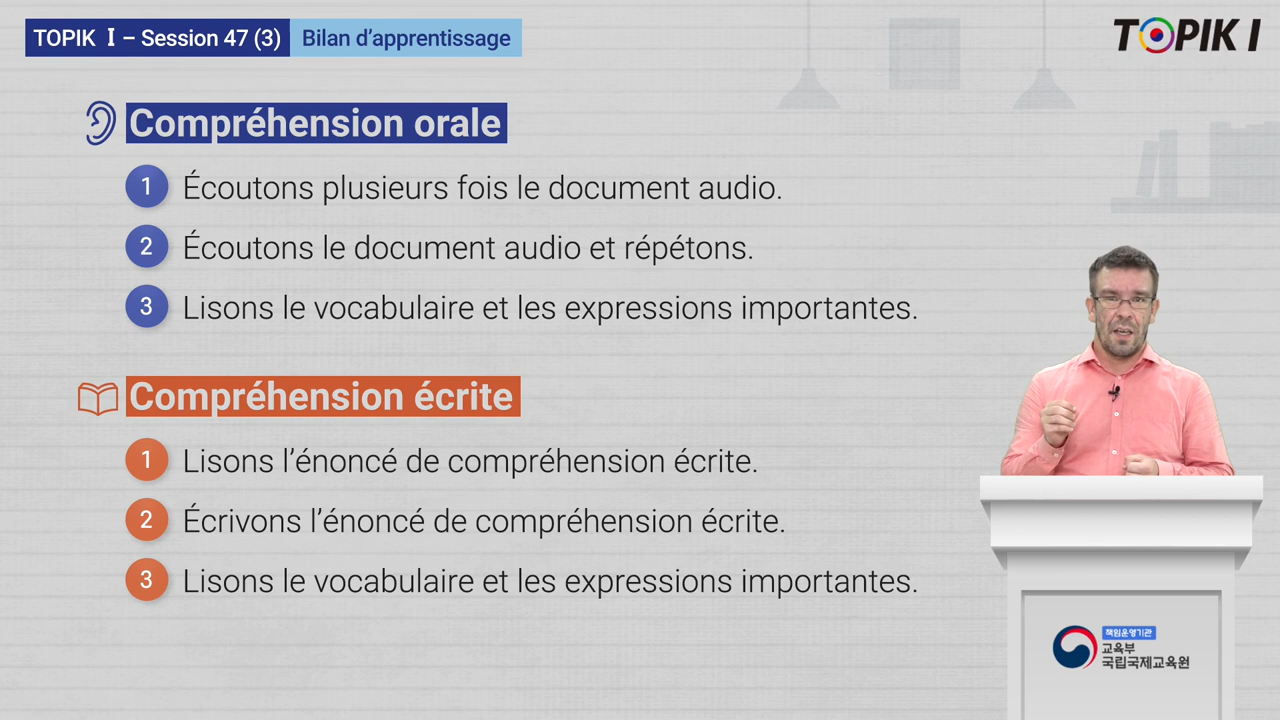 TOPIK Ⅰ – Session 47 (3) Bilan d’apprentissage
TOPIK I
Compréhension orale
1 Écoutons plusieurs fois le document audio.
2 Écoutons le document audio et répétons.
3 Lisons le vocabulaire et les expressions importantes.
Compréhension écrite
1 Lisons l’énoncé de compréhension écrite.
2 Écrivons l’énoncé de compréhension écrite.
3 Lisons le vocabulaire et les expressions importantes.
책임운영기관
교육부
국립국제교육원